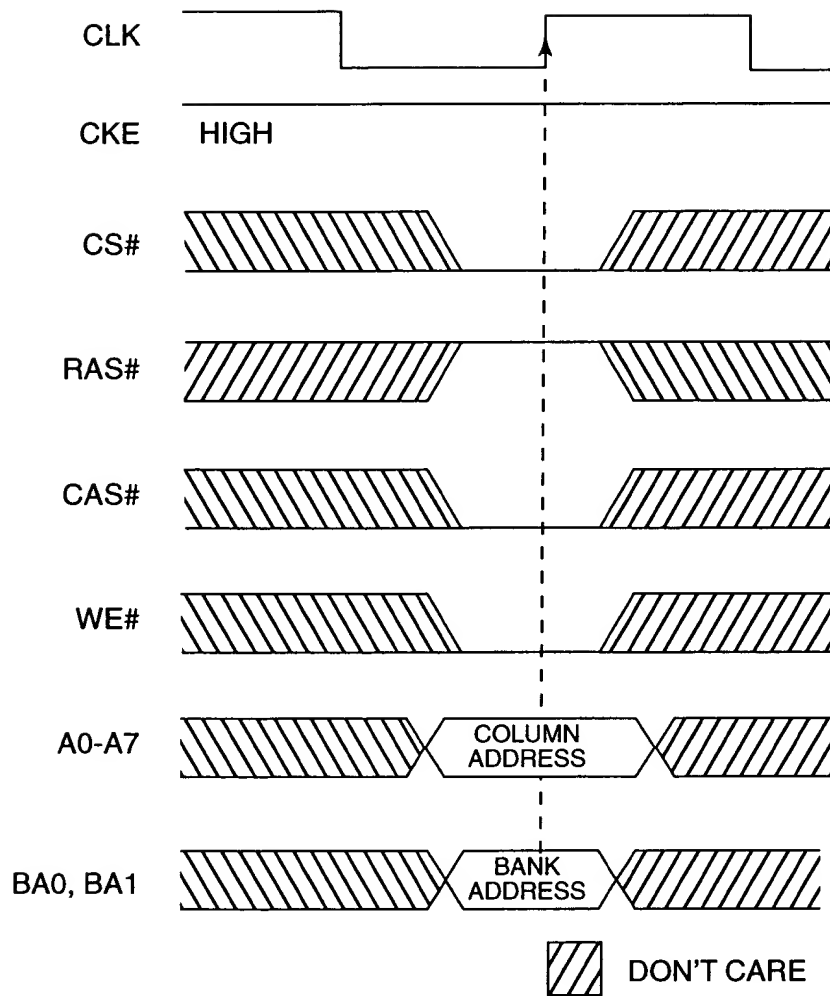 CLK
CKE HIGH
CS#
RAS#
CAS#
WE#
A0-A7
COLUMN
ADDRESS
BA0, BA1
BANK
ADDRESS
DON'T CARE